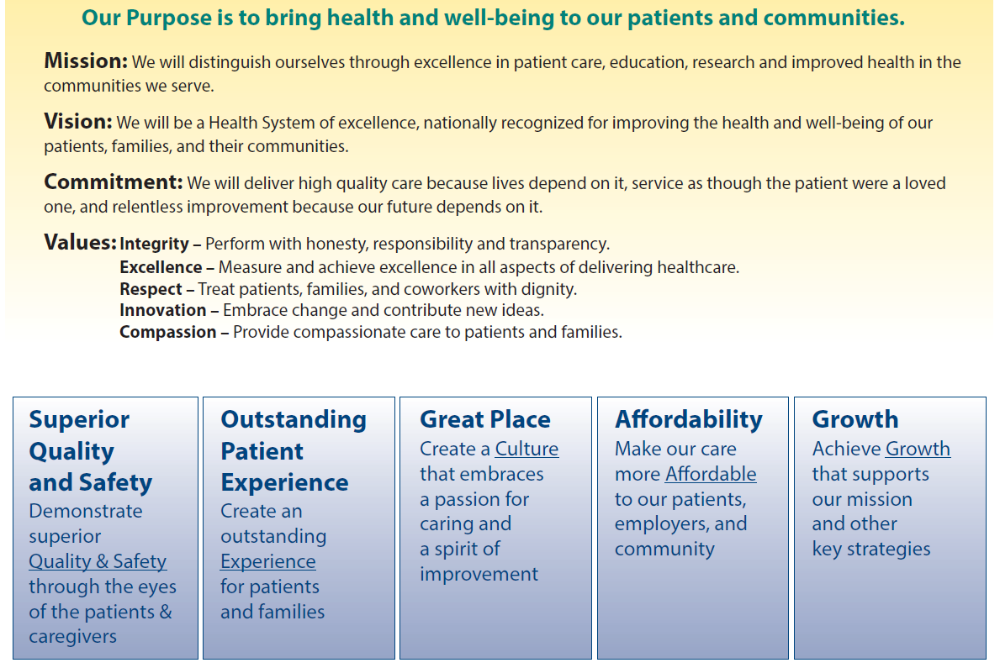 Our Purpose is to bring health and well-being to our patients and communities.
Mission: We will distinguish ourselves through excellence in patient care, education, research and improved health in the
communities we serve.
Vision: We will be a Health System of excellence, nationally recognized for improving the health and well-being of our
patients, families, and their communities.
Commitment: We will deliver high quality care because lives depend on it, service as though the patient were a loved
one, and relentless improvement because our future depends on it.
Values: Integrity – Perform with honesty, responsibility and transparency.
Excellence – Measure and achieve excellence in all aspects of delivering healthcare.
Respect – Treat patients, families, and coworkers with dignity.
Innovation – Embrace change and contribute new ideas.
Compassion – Provide compassionate care to patients and families.
Superior
Quality
and Safety
Demonstrate
superior
Quality & Safety
through the eyes
of the patients &
caregivers
Outstanding
Patient
Experience
Create an
outstanding
Experience
for patients
and families
Great Place
Create a Culture
that embraces
a passion for
caring and
a spirit of
improvement
Affordability
Make our care
more Affordable
to our patients,
employers, and
community
Growth
Achieve Growth
that supports
our mission
and other
key strategies